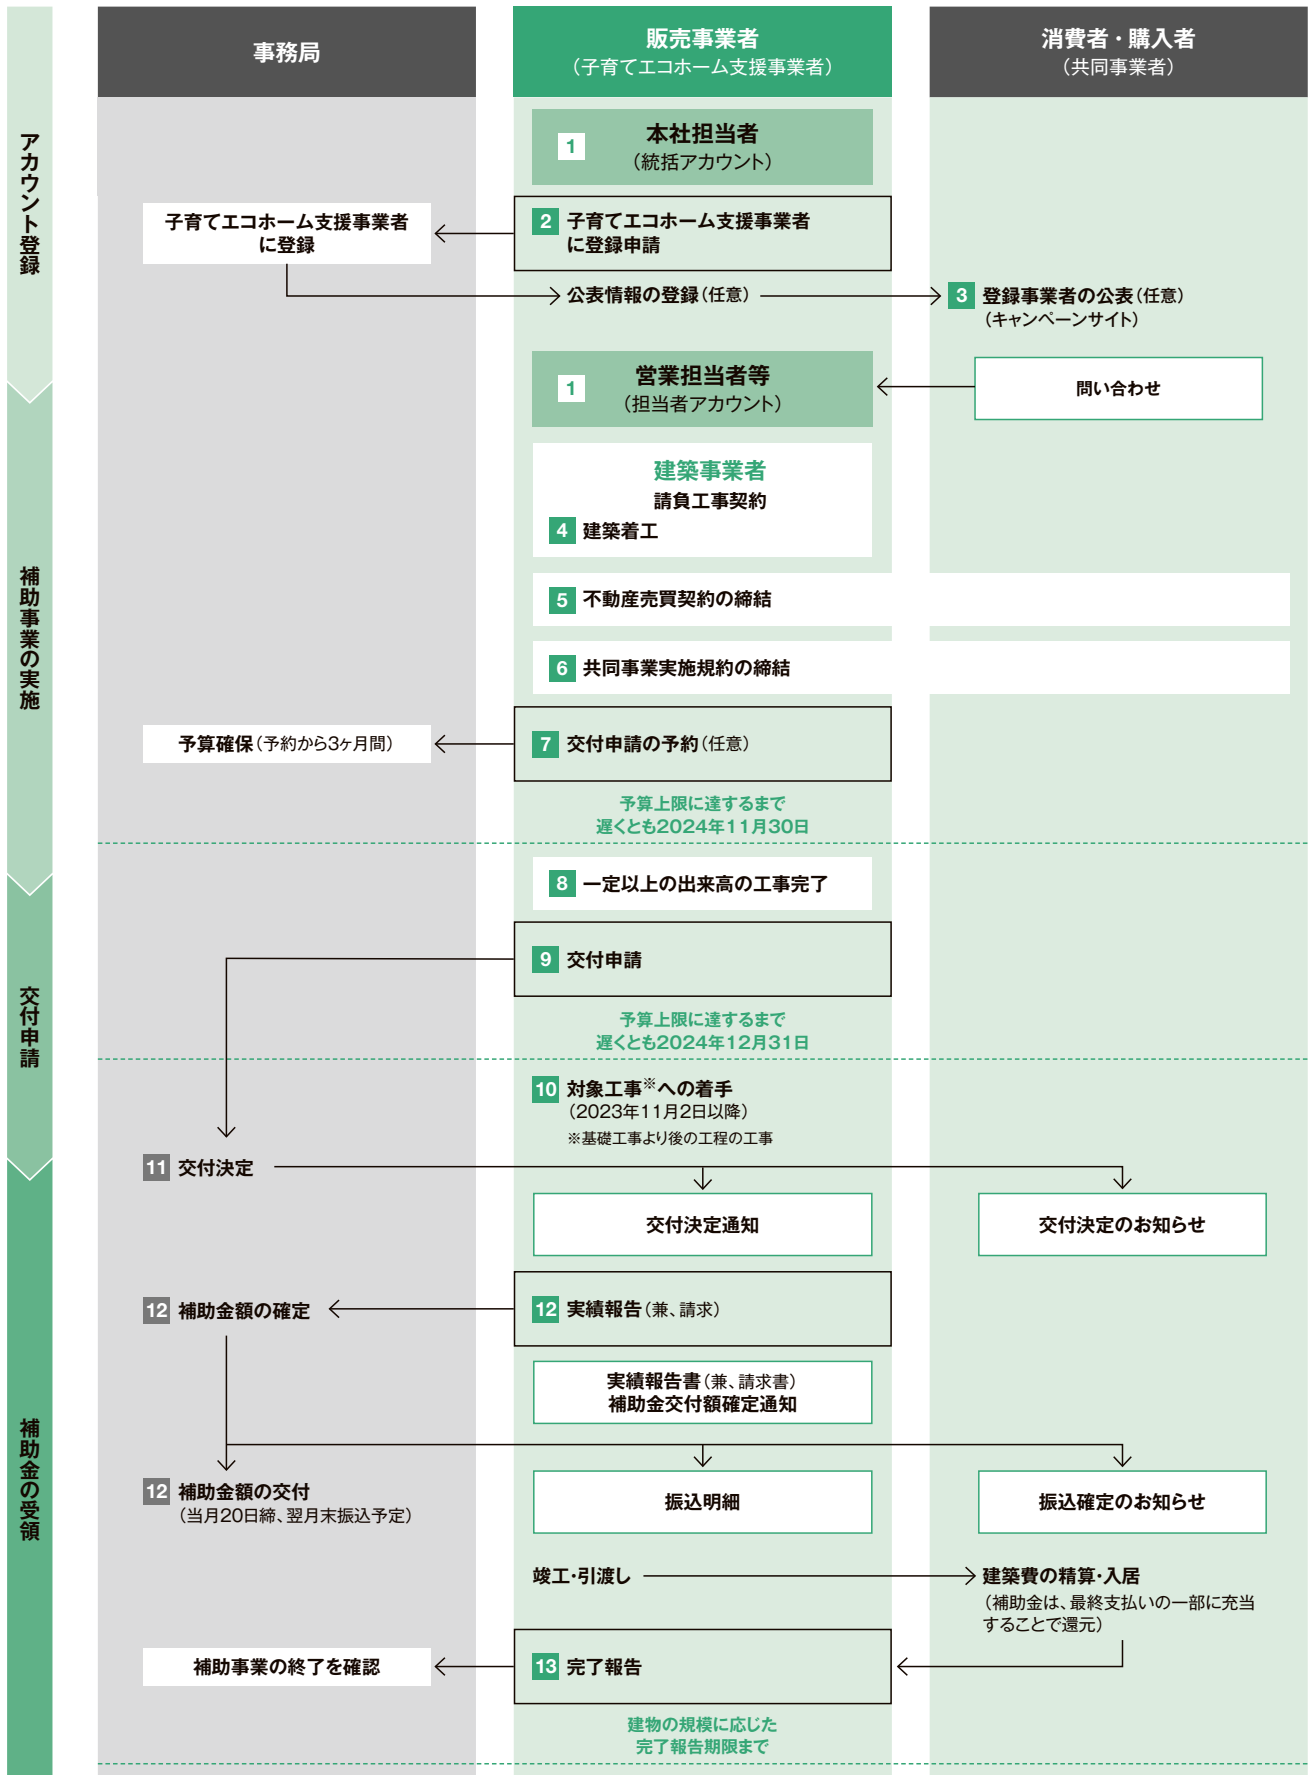 事務局
販売事業者
（子育てエコホーム支援事業者）
消費者・購入者
（共同事業者）
アカウント登録
1 本社担当者
（統括アカウント）
子育てエコホーム支援事業者
に登録
2 子育てエコホーム支援事業者
に登録申請
公表情報の登録（任意）
3 登録事業者の公表（任意）
（キャンペーンサイト）
1 営業担当者等
（担当者アカウント）
問い合わせ
補助事業の実施
建築事業者
請負工事契約
4 建築着工
5 不動産売買契約の締結
6 共同事業実施規約の締結
予算確保（予約から3ヶ月間）
7 交付申請の予約（任意）
予算上限に達するまで
遅くとも2024年11月30日
交付申請
8 一定以上の出来高の工事完了
9 交付申請
予算上限に達するまで
遅くとも2024年12月31日
10 対象工事※への着手
（2023年11月2日以降）
※基礎工事より後の工程の工事
11 交付決定
交付決定通知
交付決定のお知らせ
補助金の受領
12 補助金額の確定
12 実績報告（兼、請求）
実績報告書（兼、請求書）
補助金交付額確定通知
12 補助金額の交付
（当月20日締、翌月末振込予定）
振込明細
振込確定のお知らせ
竣工・引渡し
建築費の精算・入居
（補助金は、最終支払いの一部に充当
することで還元）
補助事業の終了を確認
13 完了報告
建物の規模に応じた
完了報告期限まで